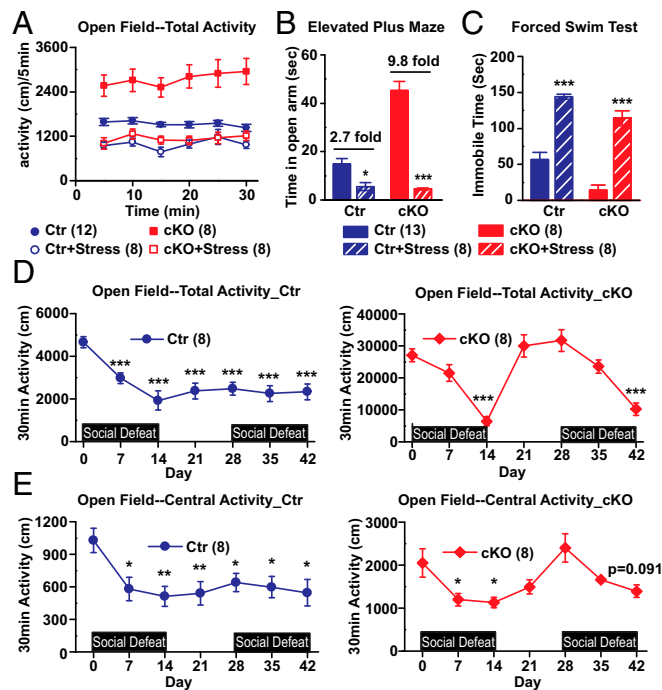 A
Open Field--Total Activity
activity (cm)/5min
3600
2400
1200
0
0 10 20 30
Time (min)
Ctr (12)
cKO (8)
Ctr+Stress (8)
cKO+Stress (8)
B
Elevated Plus Maze
Time in open arm (sec)
60
40
20
0
2.7 fold
9.8 fold
*
***
Ctr cKO
Ctr (13)
Ctr+Stress (8)
C
Forced Swim Test
Immobile Time (Sec)
200
150
100
50
0
***
***
Ctr cKO
cKO (8)
cKO+Stress (8)
D
Open Field--Total Activity_Ctr
30min Activity (cm)
6000
4000
2000
0
Ctr (8)
*** *** *** *** *** ***
Social Defeat Social Defeat
0 7 14 21 28 35 42
Day
Open Field--Total Activity_cKO
30min Activity (cm)
40000
30000
20000
10000
0
cKO (8)
*** ***
Social Defeat Social Defeat
0 7 14 21 28 35 42
Day
E
Open Field--Central Activity_Ctr
30min Activity (cm)
1200
900
600
300
0
Ctr (8)
* ** ** * * *
Social Defeat Social Defeat
0 7 14 21 28 35 42
Day
Open Field--Central Activity_cKO
30min Activity (cm)
3000
2000
1000
0
cKO (8)
* *
p=0.091
Social Defeat Social Defeat
0 7 14 21 28 35 42
Day